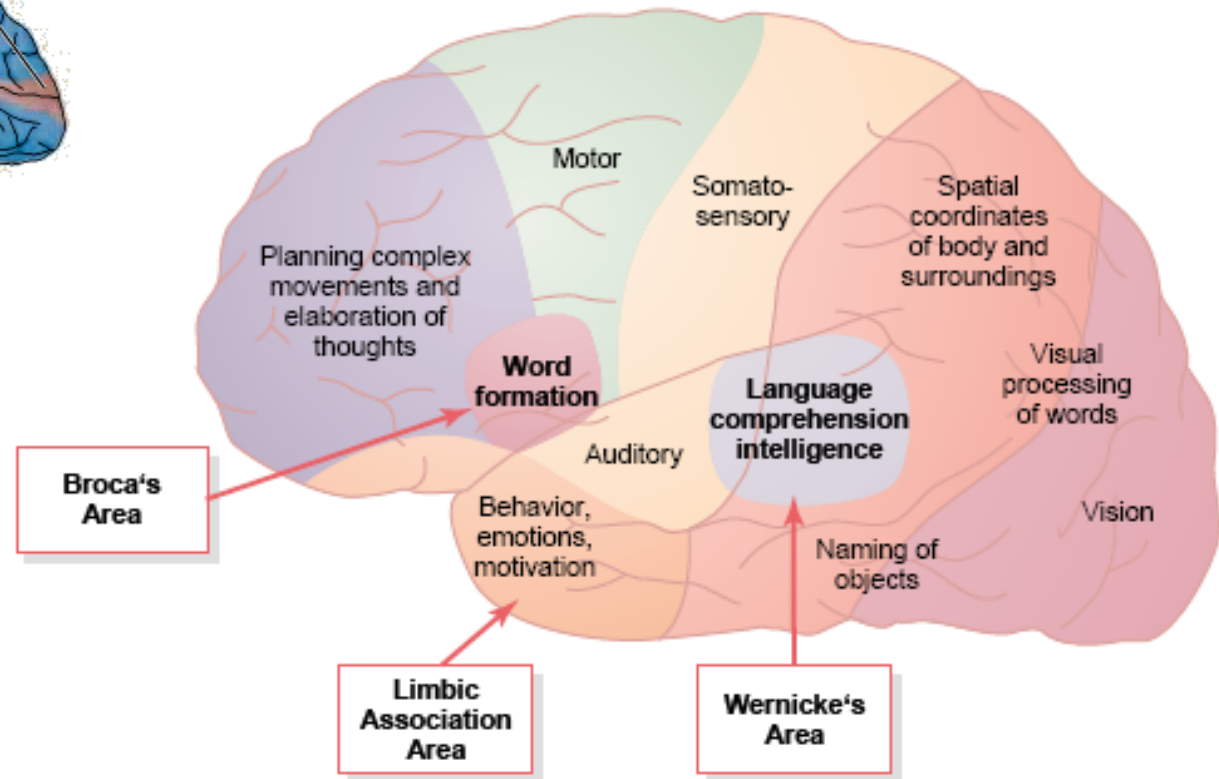 Motor
Somato-
sensory
Spatial
coordinates
of body and
surroundings
Planning complex
movements and
elaboration of
thoughts
Word
formation
Language
comprehension
intelligence
Visual
processing
of words
Auditory
Broca‘s
Area
Behavior,
emotions,
motivation
Vision
Naming of
objects
Limbic
Association
Area
Wernicke‘s
Area